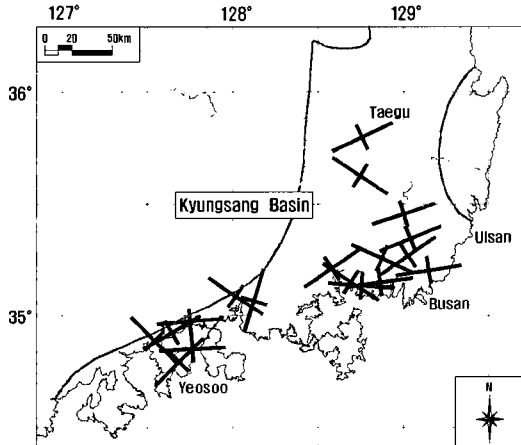 127° 128° 129°
0 20 50km
36°
Taegu
Kyungsang Basin
Ulsan
Busan
35°
Yeosoo
N